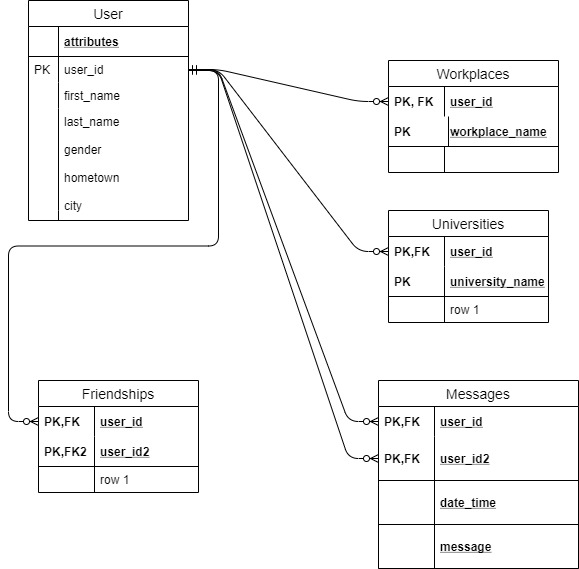 User
attributes
PK user_id
first_name
last_name
gender
hometown
city
Workplaces
PK, FK user_id
PK workplace_name
Universities
PK,FK user_id
PK university_name
row 1
Friendships
PK,FK user_id
PK,FK2 user_id2
row 1
Messages
PK,FK user_id
PK,FK user_id2
date_time
message